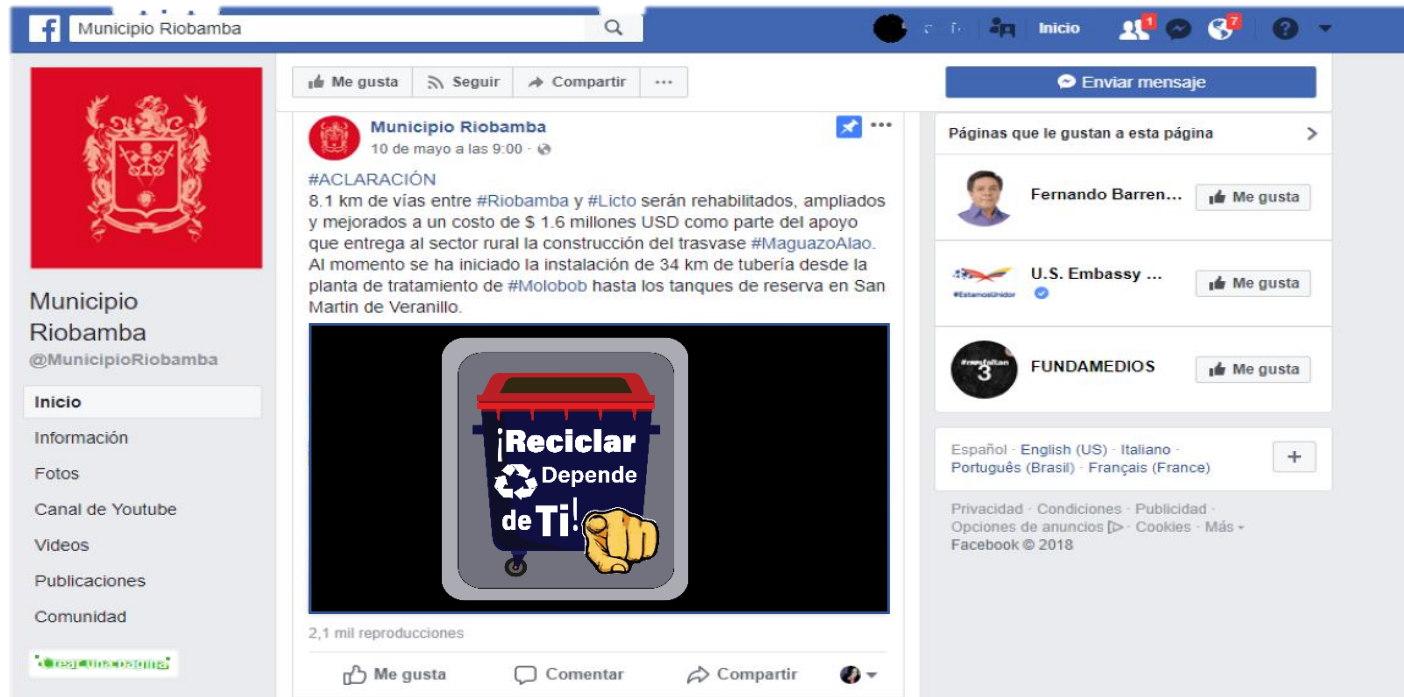 Municipio Riobamba
Inicio
1
7
?
Me gusta
Seguir
Compartir
...
Enviar mensaje
Municipio
Riobamba
@MunicipioRiobamba
Inicio
Información
Fotos
Canal de Youtube
Videos
Publicaciones
Comunidad
Crear una página
Municipio Riobamba
10 de mayo a las 9:00 ·
#ACLARACIÓN
8.1 km de vías entre #Riobamba y #Licto serán rehabilitados, ampliados
y mejorados a un costo de $ 1.6 millones USD como parte del apoyo
que entrega al sector rural la construcción del trasvase #MaguazoAlao.
Al momento se ha iniciado la instalación de 34 km de tubería desde la
planta de tratamiento de #Molobob hasta los tanques de reserva en San
Martin de Veranillo.
¡Reciclar
Depende
de Ti!
2,1 mil reproducciones
Me gusta
Comentar
Compartir
Páginas que le gustan a esta página
Fernando Barren...
Me gusta
#EstamosUnidos
U.S. Embassy ...
Me gusta
#nosfaltan
3
FUNDAMEDIOS
Me gusta
Español · English (US) · Italiano ·
Português (Brasil) · Français (France)
+
Privacidad · Condiciones · Publicidad ·
Opciones de anuncios · Cookies · Más
Facebook © 2018